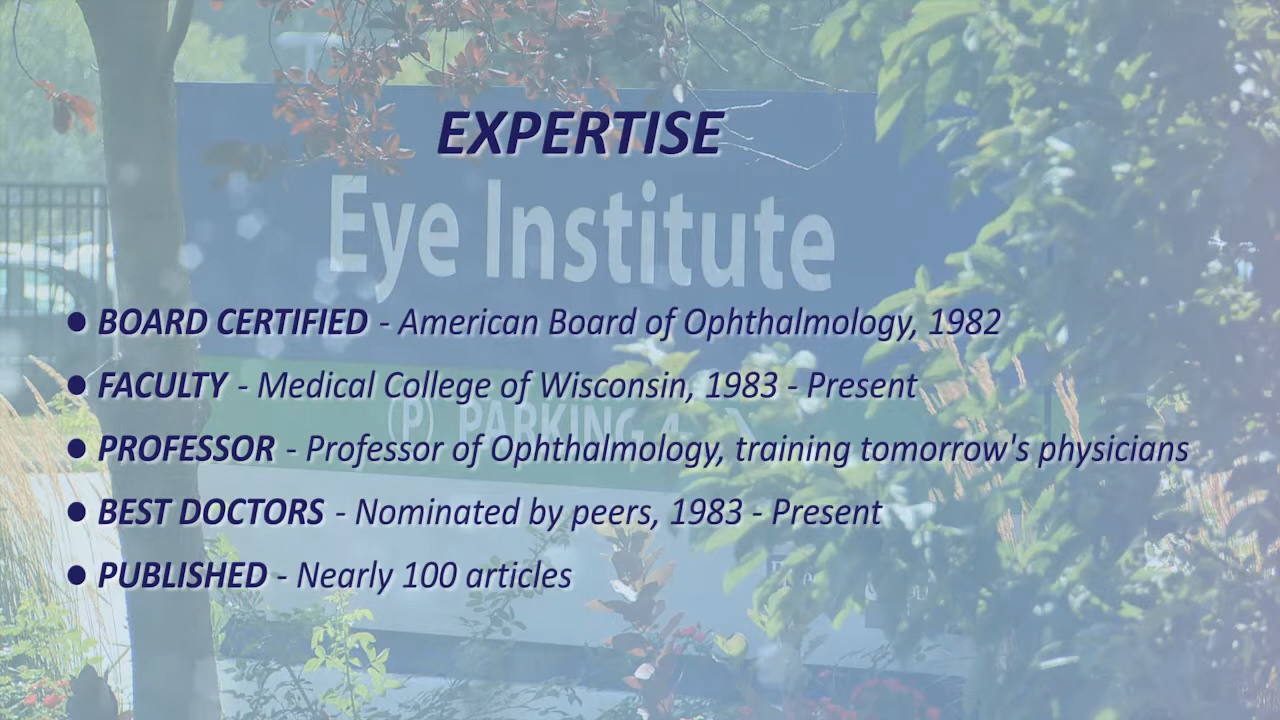 EXPERTISE
Eye Institute
● BOARD CERTIFIED - American Board of Ophthalmology, 1982
● FACULTY - Medical College of Wisconsin, 1983 - Present
P PARKING 4
● PROFESSOR - Professor of Ophthalmology, training tomorrow's physicians
● BEST DOCTORS - Nominated by peers, 1983 - Present
● PUBLISHED - Nearly 100 articles